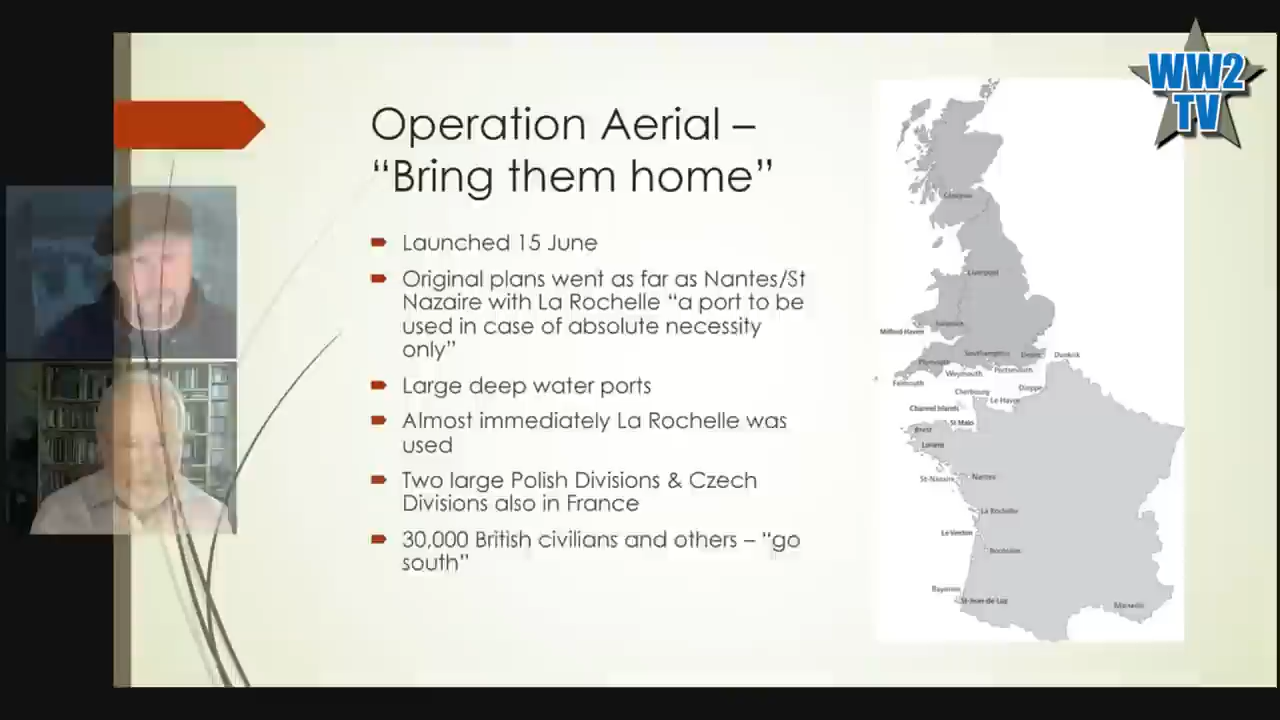 WW2
TV
Operation Aerial –
“Bring them home”
Launched 15 June
Original plans went as far as Nantes/St
Nazaire with La Rochelle “a port to be
used in case of absolute necessity
only”
Large deep water ports
Almost immediately La Rochelle was
used
Two large Polish Divisions & Czech
Divisions also in France
30,000 British civilians and others – “go
south”
Glasgow
Liverpool
Milford Haven
Southampton
Dunkirk
Plymouth
Portsmouth
Weymouth
Falmouth
Dieppe
Cherbourg
Le Havre
Channel Islands
St Malo
Brest
Lorient
St-Nazaire
Nantes
La Rochelle
Le Verdon
Bordeaux
Bayonne
St-Jean de Luz
Marseille